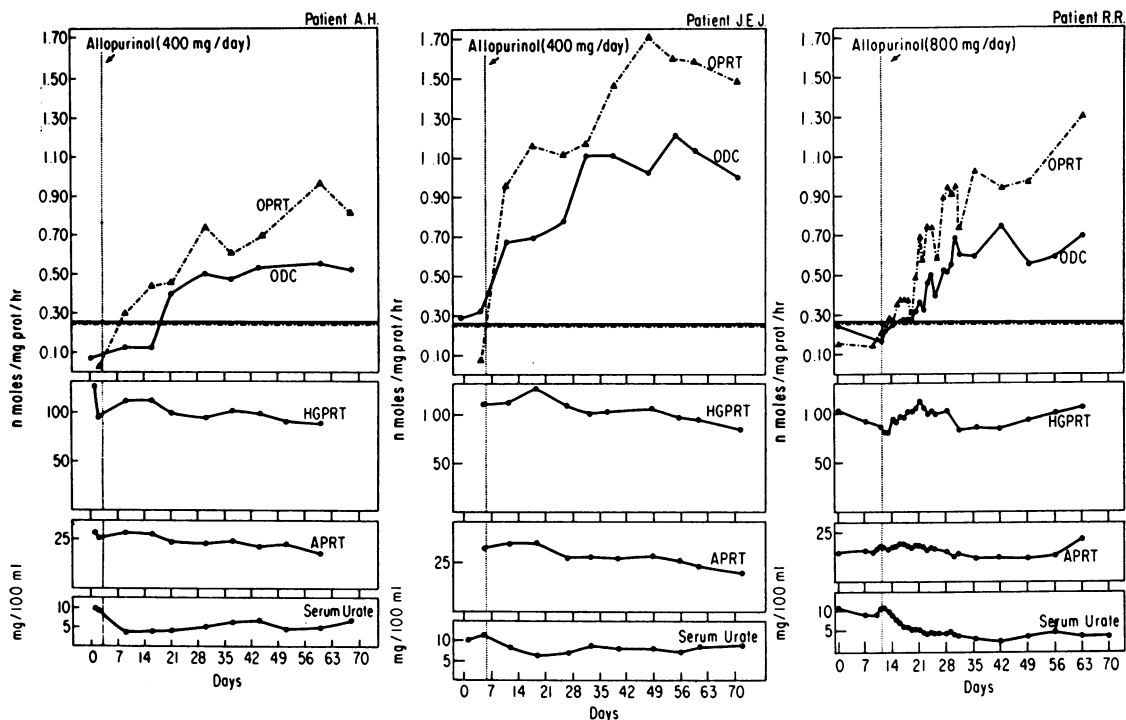 Patient A.H.
Allopurinol(400 mg/day)
1.70
1.50
1.30
1.10
0.90
0.70
0.50
0.30
0.10
OPRT
ODC
n moles/mg prot/hr
100
50
HGPRT
25
APRT
mg/100 ml
10
5
Serum Urate
0 7 14 21 28 35 42 49 56 63 70
Days
Patient J.E.J.
Allopurinol(400 mg/day)
1.70
1.50
1.30
1.10
0.90
0.70
0.50
0.30
0.10
OPRT
ODC
n moles/mg prot/hr
100
50
HGPRT
25
APRT
mg/100 ml
10
5
Serum Urate
0 7 14 21 28 35 42 49 56 63 70
Days
Patient R.R.
Allopurinol(800 mg/day)
1.70
1.50
1.30
1.10
0.90
0.70
0.50
0.30
0.10
OPRT
ODC
n moles/mg prot/hr
100
50
HGPRT
25
APRT
mg/100 ml
10
5
Serum Urate
0 7 14 21 28 35 42 49 56 63 70
Days